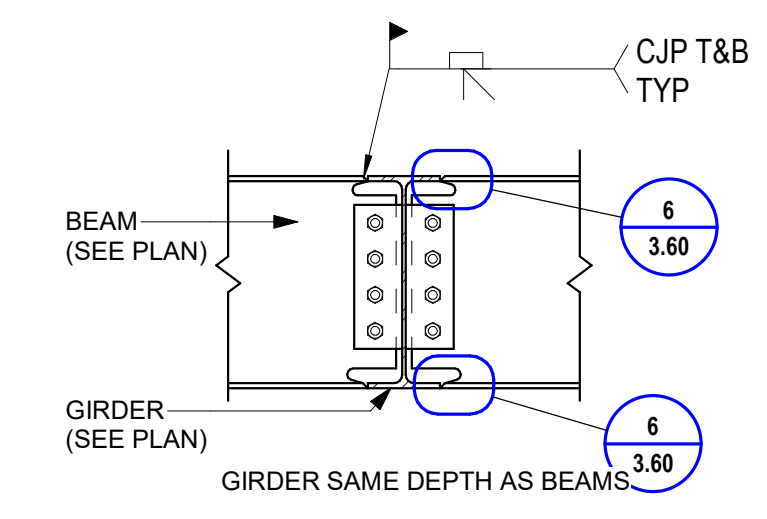 CJP T&B
TYP
6
3.60
BEAM
(SEE PLAN)
GIRDER
(SEE PLAN)
6
3.60
GIRDER SAME DEPTH AS BEAMS